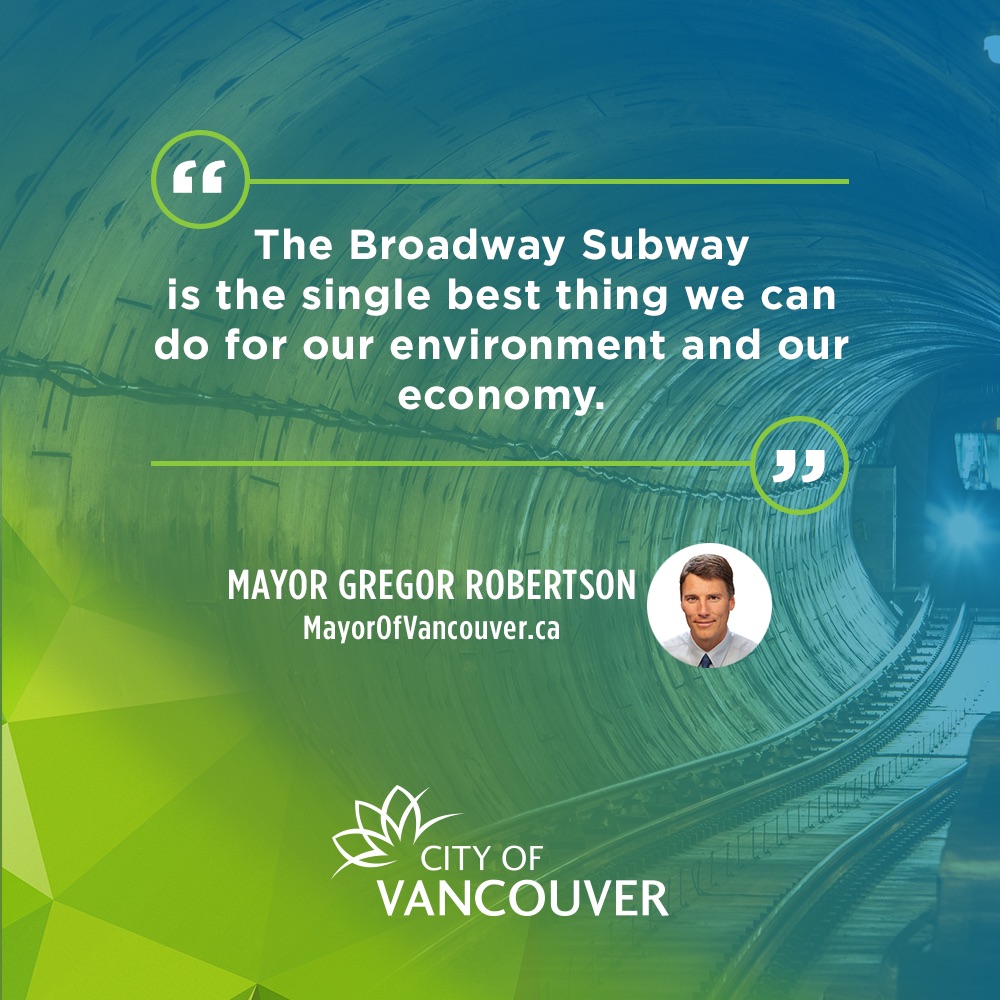 “
The Broadway Subway
is the single best thing we can
do for our environment and our
economy.
”
MAYOR GREGOR ROBERTSON
MayorOfVancouver.ca
CITY OF
VANCOUVER